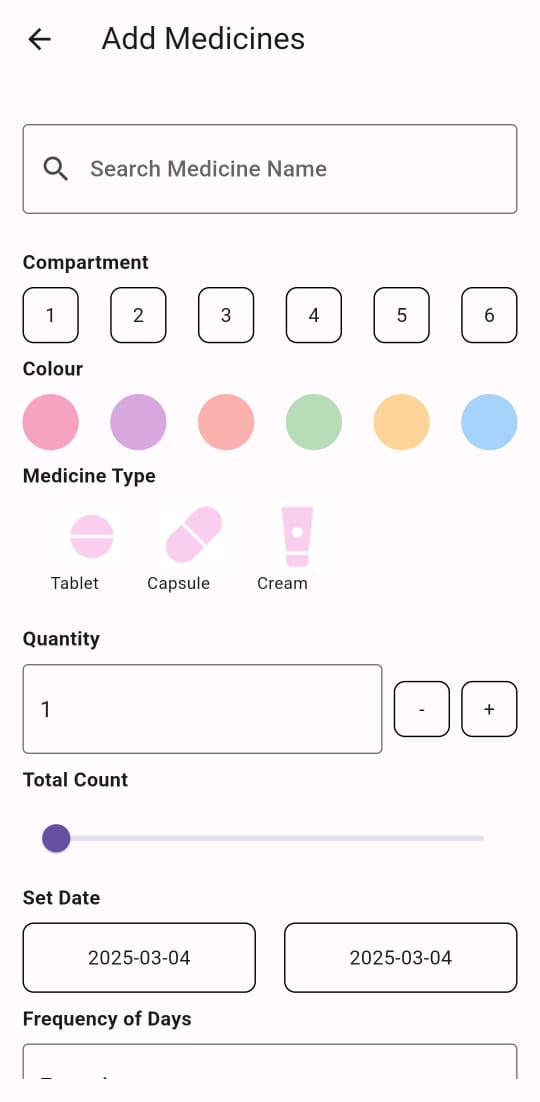 Add Medicines
Search Medicine Name
Compartment
1 2 3 4 5 6
Colour
Medicine Type
Tablet Capsule Cream
Quantity
1 - +
Total Count
Set Date
2025-03-04 2025-03-04
Frequency of Days